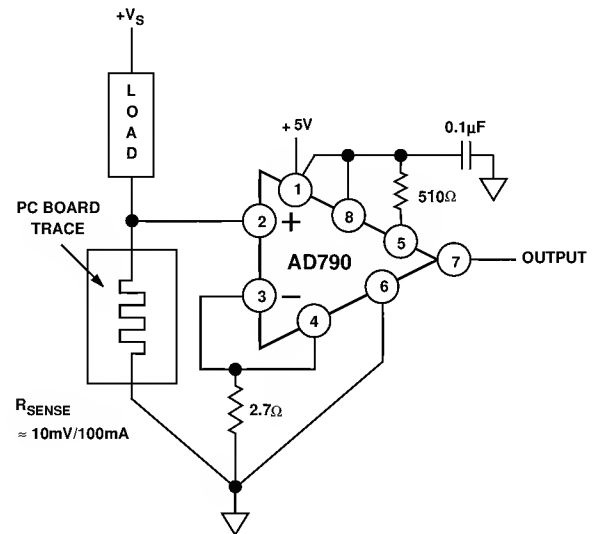 +VS
L
O
A
D
+5V
0.1µF
1
PC BOARD
TRACE
2
+
8
510Ω
5
AD790
7
OUTPUT
3
−
6
4
RSENSE
≈ 10mV/100mA
2.7Ω